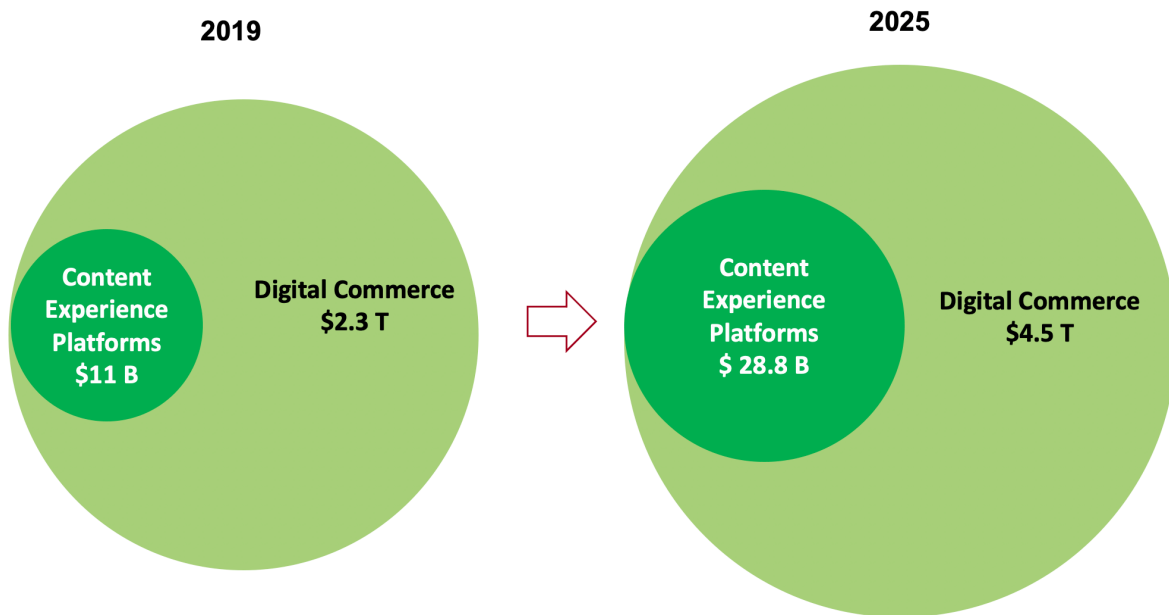 2019
Content
Experience
Platforms
$11 B
Digital Commerce
$2.3 T
2025
Content
Experience
Platforms
$ 28.8 B
Digital Commerce
$4.5 T